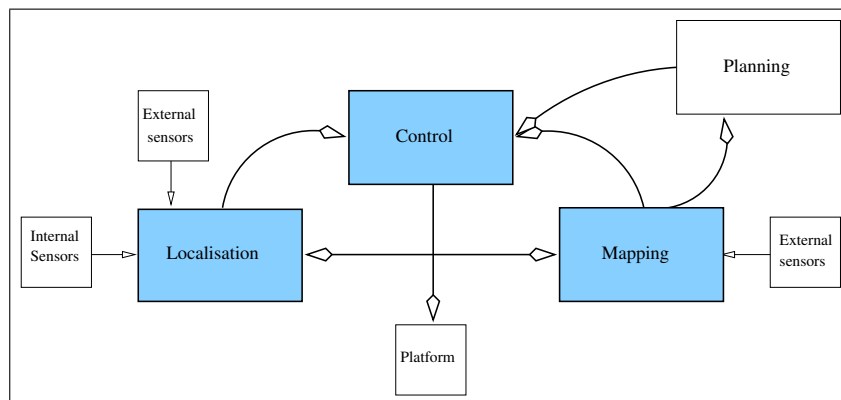 Planning
External
sensors
Control
Internal
Sensors
Localisation
Mapping
External
sensors
Platform